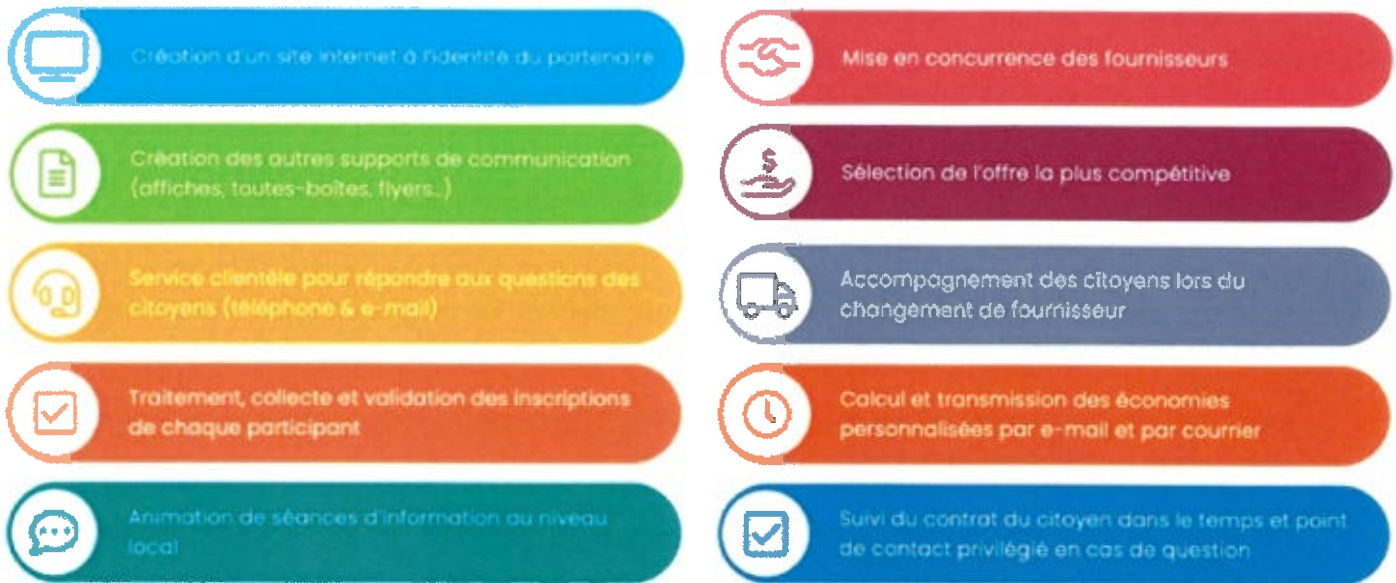 Création d'un site internet à l'identité du partenaire
Création des autres supports de communication
(affiches, toutes-boîtes, flyers...)
Service clientèle pour répondre aux questions des
citoyens (téléphone & e-mail)
Traitement, collecte et validation des inscriptions
de chaque participant
Animation de séances d'information au niveau
local
Mise en concurrence des fournisseurs
$
Sélection de l'offre la plus compétitive
Accompagnement des citoyens lors du
changement de fournisseur
Calcul et transmission des économies
personnalisées par e-mail et par courrier
Suivi du contrat du citoyen dans le temps et point
de contact privilégié en cas de question